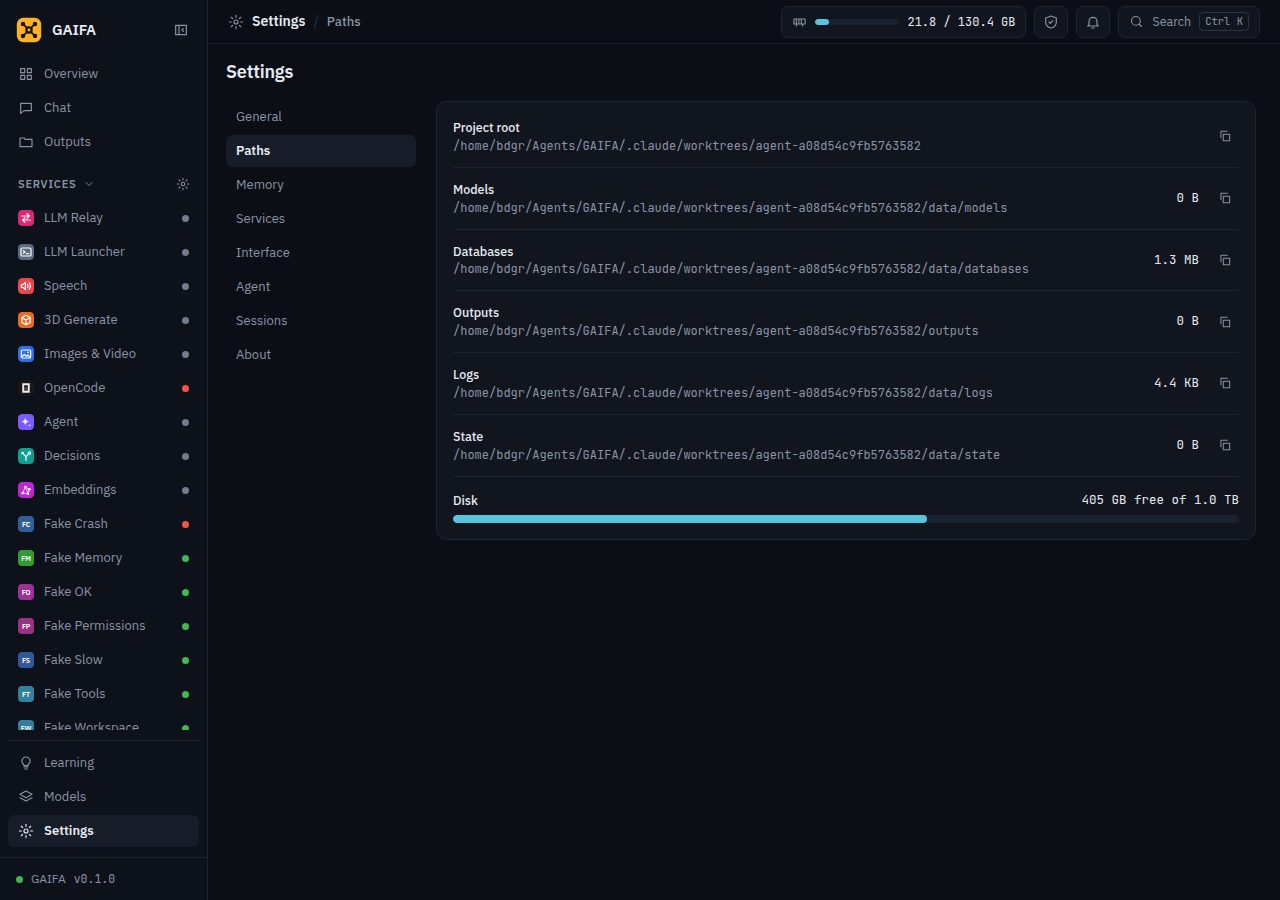 GAIFA
Settings / Paths
21.8 / 130.4 GB
Search Ctrl K
Overview
Chat
Outputs
SERVICES
LLM Relay
LLM Launcher
Speech
3D Generate
Images & Video
OpenCode
Agent
Decisions
Embeddings
FC Fake Crash
FM Fake Memory
FO Fake OK
FP Fake Permissions
FS Fake Slow
FT Fake Tools
FW Fake Workspace
Learning
Models
Settings
GAIFA v0.1.0
Settings
General
Paths
Memory
Services
Interface
Agent
Sessions
About
Project root
/home/bdgr/Agents/GAIFA/.claude/worktrees/agent-a08d54c9fb5763582
Models
/home/bdgr/Agents/GAIFA/.claude/worktrees/agent-a08d54c9fb5763582/data/models
0 B
Databases
/home/bdgr/Agents/GAIFA/.claude/worktrees/agent-a08d54c9fb5763582/data/databases
1.3 MB
Outputs
/home/bdgr/Agents/GAIFA/.claude/worktrees/agent-a08d54c9fb5763582/outputs
0 B
Logs
/home/bdgr/Agents/GAIFA/.claude/worktrees/agent-a08d54c9fb5763582/data/logs
4.4 KB
State
/home/bdgr/Agents/GAIFA/.claude/worktrees/agent-a08d54c9fb5763582/data/state
0 B
Disk
405 GB free of 1.0 TB